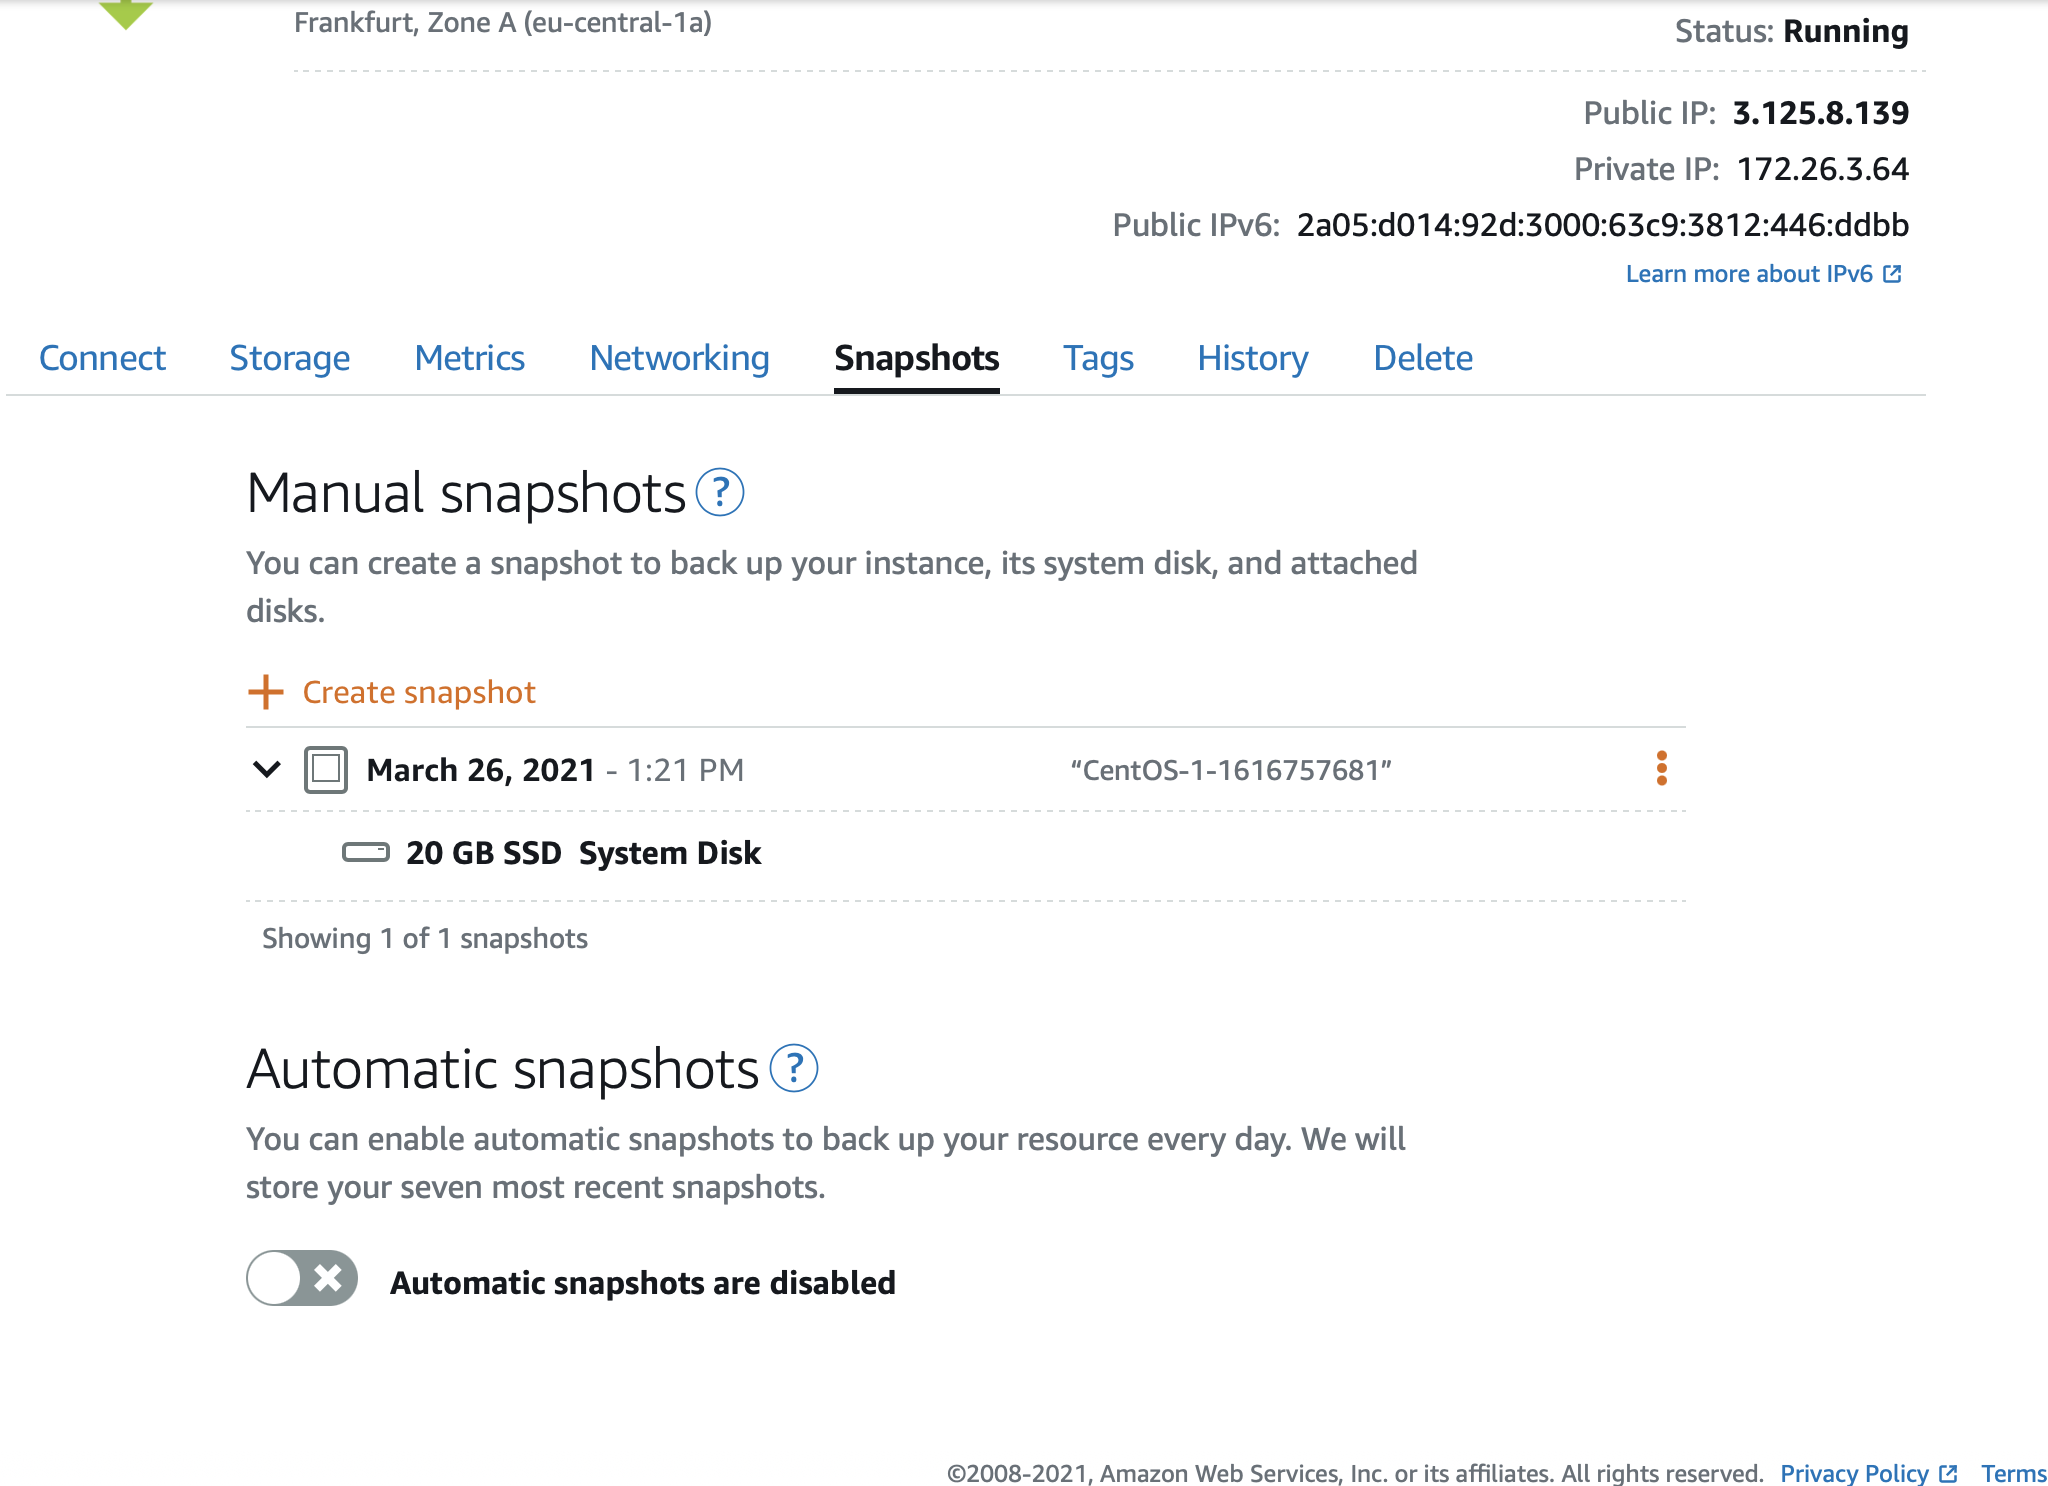 Frankfurt, Zone A (eu-central-1a)
Status: Running
Public IP: 3.125.8.139
Private IP: 172.26.3.64
Public IPv6: 2a05:d014:92d:3000:63c9:3812:446:ddbb
Learn more about IPv6
Connect Storage Metrics Networking Snapshots Tags History Delete
Manual snapshots ?
You can create a snapshot to back up your instance, its system disk, and attached
disks.
+ Create snapshot
March 26, 2021 - 1:21 PM “CentOS-1-1616757681”
20 GB SSD System Disk
Showing 1 of 1 snapshots
Automatic snapshots ?
You can enable automatic snapshots to back up your resource every day. We will
store your seven most recent snapshots.
Automatic snapshots are disabled
©2008-2021, Amazon Web Services, Inc. or its affiliates. All rights reserved. Privacy Policy Terms